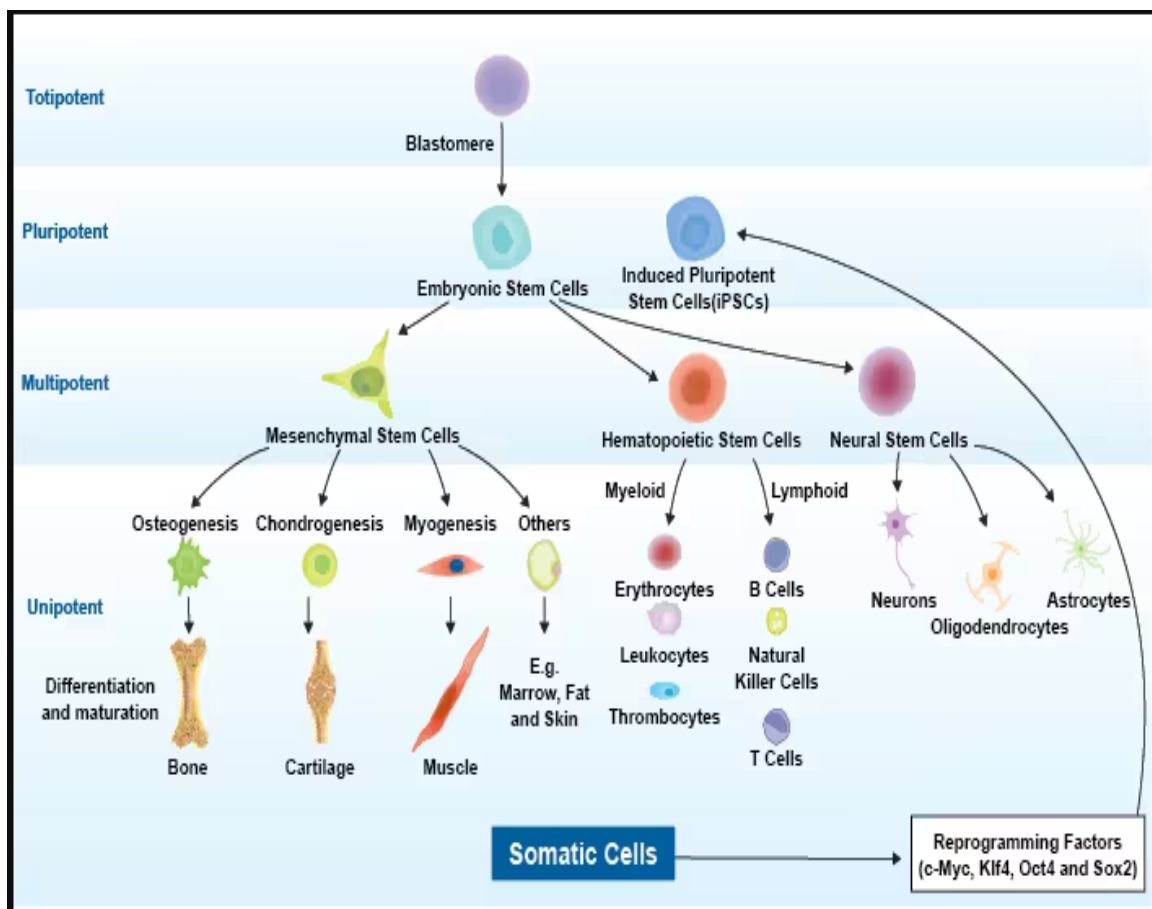 Totipotent
Blastomere
Pluripotent
Embryonic Stem Cells
Induced Pluripotent
Stem Cells(iPSCs)
Multipotent
Mesenchymal Stem Cells
Hematopoietic Stem Cells
Neural Stem Cells
Myeloid
Lymphoid
Osteogenesis
Chondrogenesis
Myogenesis
Others
Unipotent
Erythrocytes
Leukocytes
Thrombocytes
B Cells
Natural
Killer Cells
T Cells
Neurons
Oligodendrocytes
Astrocytes
Differentiation
and maturation
Bone
Cartilage
Muscle
E.g.
Marrow, Fat
and Skin
Somatic Cells
Reprogramming Factors
(c-Myc, Klf4, Oct4 and Sox2)